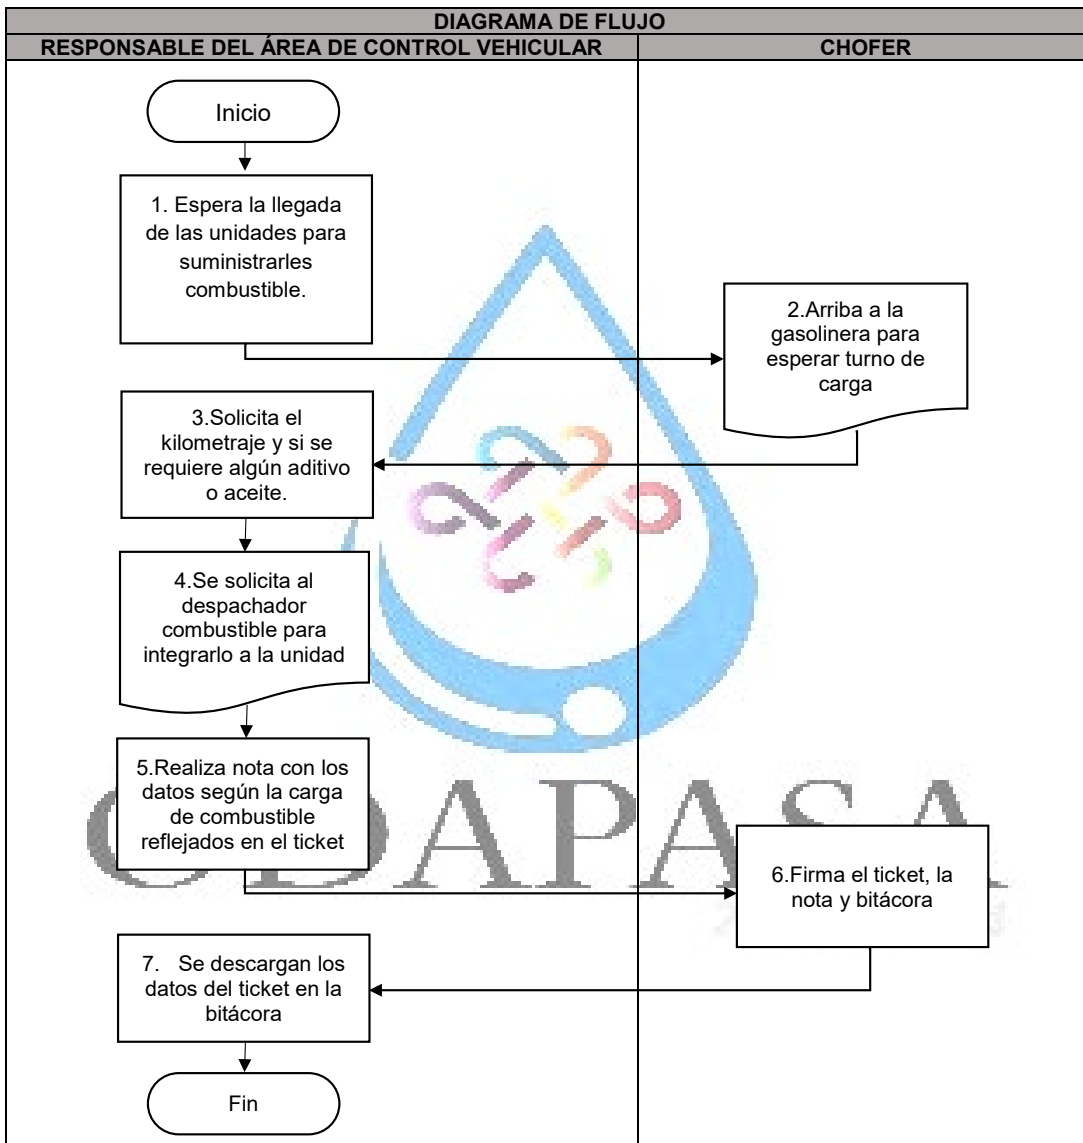 DIAGRAMA DE FLUJO
RESPONSABLE DEL ÁREA DE CONTROL VEHICULAR
CHOFER
Inicio
1. Espera la llegada
de las unidades para
suministrarles
combustible.
2.Arriba a la
gasolinera para
esperar turno de
carga
3.Solicita el
kilometraje y si se
requiere algún aditivo
o aceite.
4.Se solicita al
despachador
combustible para
integrarlo a la unidad
5.Realiza nota con los
datos según la carga
de combustible
reflejados en el ticket
6.Firma el ticket, la
nota y bitácora
7. Se descargan los
datos del ticket en la
bitácora
Fin